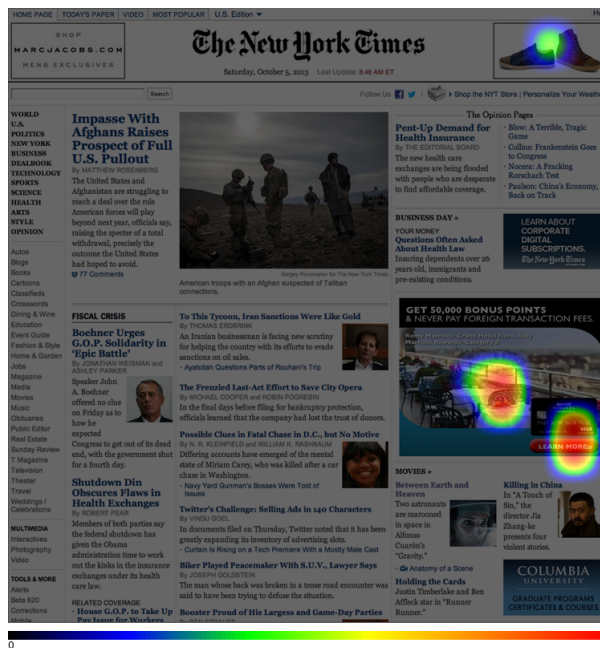 HOME PAGE TODAY'S PAPER VIDEO MOST POPULAR U.S. Edition
SHOP
MARCJACOBS.COM
MENS EXCLUSIVES
The New York Times
Saturday, October 5, 2013 Last Update: 8:46 AM ET
Search
Follow Us
Shop the NYT Store | Personalize Your Weathe
WORLD
U.S.
POLITICS
NEW YORK
BUSINESS
DEALBOOK
TECHNOLOGY
SPORTS
SCIENCE
HEALTH
ARTS
STYLE
OPINION
Autos
Blogs
Books
Cartoons
Classifieds
Crosswords
Dining & Wine
Education
Event Guide
Fashion & Style
Home & Garden
Jobs
Magazine
Media
Movies
Music
Obituaries
Public Editor
Real Estate
Sunday Review
T Magazine
Television
Theater
Travel
Weddings /
Celebrations
MULTIMEDIA
Interactives
Photography
Video
TOOLS & MORE
Alerts
Beta 620
Corrections
Mobile
Impasse With
Afghans Raises
Prospect of Full
U.S. Pullout
By MATTHEW ROSENBERG
The United States and
Afghanistan are struggling to
reach a deal over the role
American forces will play
beyond next year, officials say,
raising the specter of a total
withdrawal, precisely the
outcome the United States
had hoped to avoid.
77 Comments
Sergey Ponomarev for The New York Times
American troops with an Afghan suspected of Taliban
connections.
FISCAL CRISIS
Boehner Urges
G.O.P. Solidarity in
'Epic Battle'
By JONATHAN WEISMAN and
ASHLEY PARKER
Speaker John
A. Boehner
offered no clue
on Friday as to
how he
expected
Congress to get out of its dead
end, with the government shut
for a fourth day.
Shutdown Din
Obscures Flaws in
Health Exchanges
By ROBERT PEAR
Members of both parties say
the federal shutdown has
given the Obama
administration time to work
out the kinks in the insurance
exchanges under its health
care law.
RELATED COVERAGE
· House G.O.P. to Take Up
Pay Issue for Workers
To This Tycoon, Iran Sanctions Were Like Gold
By THOMAS ERDBRINK
An Iranian businessman is facing new scrutiny
for helping the country with its efforts to evade
sanctions on oil sales.
· Ayatollah Questions Parts of Rouhani's Trip
The Frenzied Last-Act Effort to Save City Opera
By MICHAEL COOPER and ROBIN POGREBIN
In the final days before filing for bankruptcy protection,
officials learned that the company had lost the trust of donors.
Possible Clues in Fatal Chase in D.C., but No Motive
By N. R. KLEINFIELD and WILLIAM K. RASHBAUM
Differing accounts have emerged of the mental
state of Miriam Carey, who was killed after a car
chase in Washington.
· Navy Yard Gunman's Bosses Were Told of
Issues
Twitter's Challenge: Selling Ads in 140 Characters
By VINDU GOEL
In documents filed on Thursday, Twitter noted that it has been
greatly expanding its inventory of advertising slots.
· Curtain Is Rising on a Tech Premiere With a Mostly Male Cast
Biker Played Peacemaker With S.U.V., Lawyer Says
By JOSEPH GOLDSTEIN
The man whose back was broken in a tense road encounter was
said to have been trying to defuse the situation.
Booster Proud of His Largess and Game-Day Parties
The Opinion Pages
Pent-Up Demand for
Health Insurance
By THE EDITORIAL BOARD
The new health care
exchanges are being flooded
with people who are desperate
to find affordable coverage.
· Blow: A Terrible, Tragic
Game
· Collins: Frankenstein Goes
to Congress
· Nocera: A Fracking
Rorschach Test
· Paulson: China's Economy,
Back on Track
BUSINESS DAY »
YOUR MONEY
Questions Often Asked
About Health Law
Insuring dependents over 26
years old, immigrants and
pre-existing conditions.
LEARN ABOUT
CORPORATE
DIGITAL
SUBSCRIPTIONS.
The New York Times
GET 50,000 BONUS POINTS
& NEVER PAY FOREIGN TRANSACTION FEES.
LEARN MORE»
MOVIES »
Between Earth and
Heaven
Two astronauts
are marooned
in space in
Alfonso
Cuarón's
"Gravity."
· Anatomy of a Scene
Holding the Cards
Justin Timberlake and Ben
Affleck star in "Runner
Runner."
Killing in China
In "A Touch of
Sin," the
director Jia
Zhang-ke
presents four
violent stories.
COLUMBIA
UNIVERSITY
GRADUATE PROGRAMS
CERTIFICATES & COURSES
0